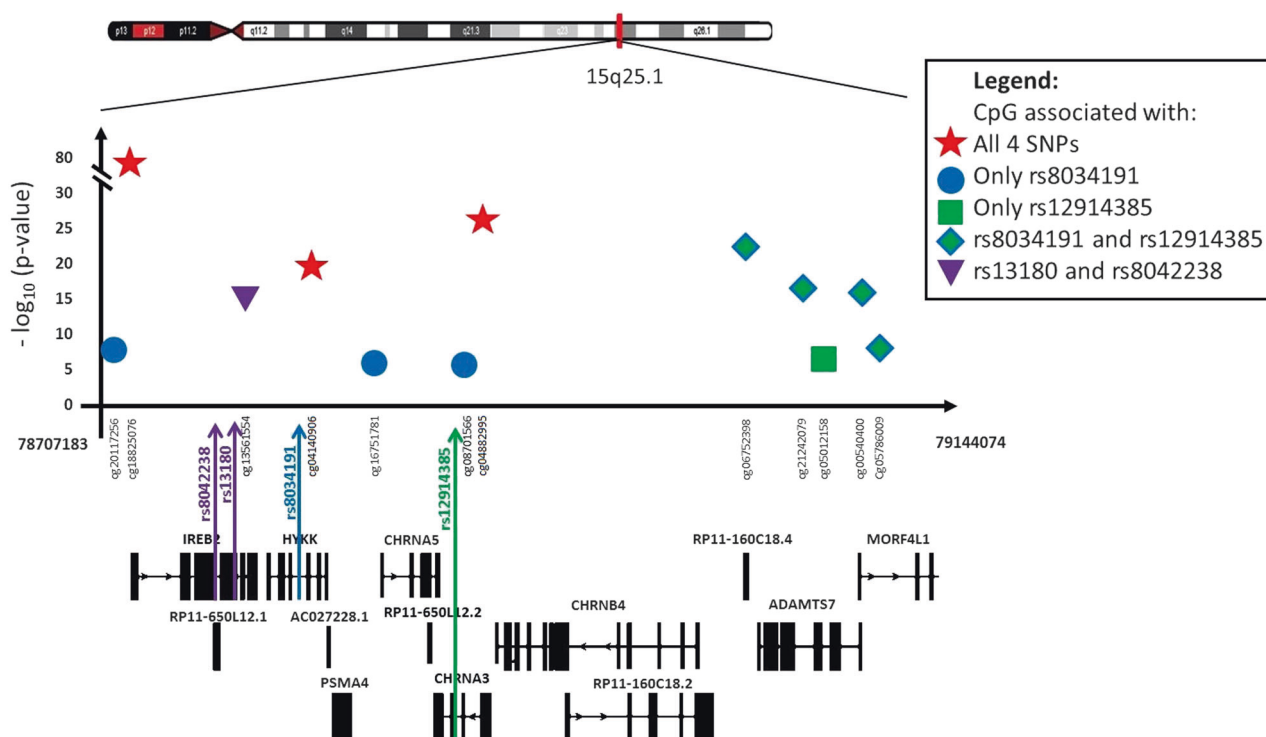 p13 p12 p11.2 q11.2 q14 q21.3 q23 q26.1
15q25.1
Legend:
CpG associated with:
All 4 SNPs
Only rs8034191
Only rs12914385
rs8034191 and rs12914385
rs13180 and rs8042238
- log10 (p-value)
80
30
25
20
15
10
5
0
78707183
79144074
cg20117256
cg18825076
cg13561554
cg04140906
cg16751781
cg08701566
cg04882995
cg06752398
cg21242079
cg05012158
cg00540400
Cg05786009
rs8042238
rs13180
rs8034191
rs12914385
IREB2
HYKK
CHRNA5
RP11-160C18.4
MORF4L1
RP11-650L12.1
AC027228.1
RP11-650L12.2
CHRNB4
ADAMTS7
PSMA4
CHRNA3
RP11-160C18.2